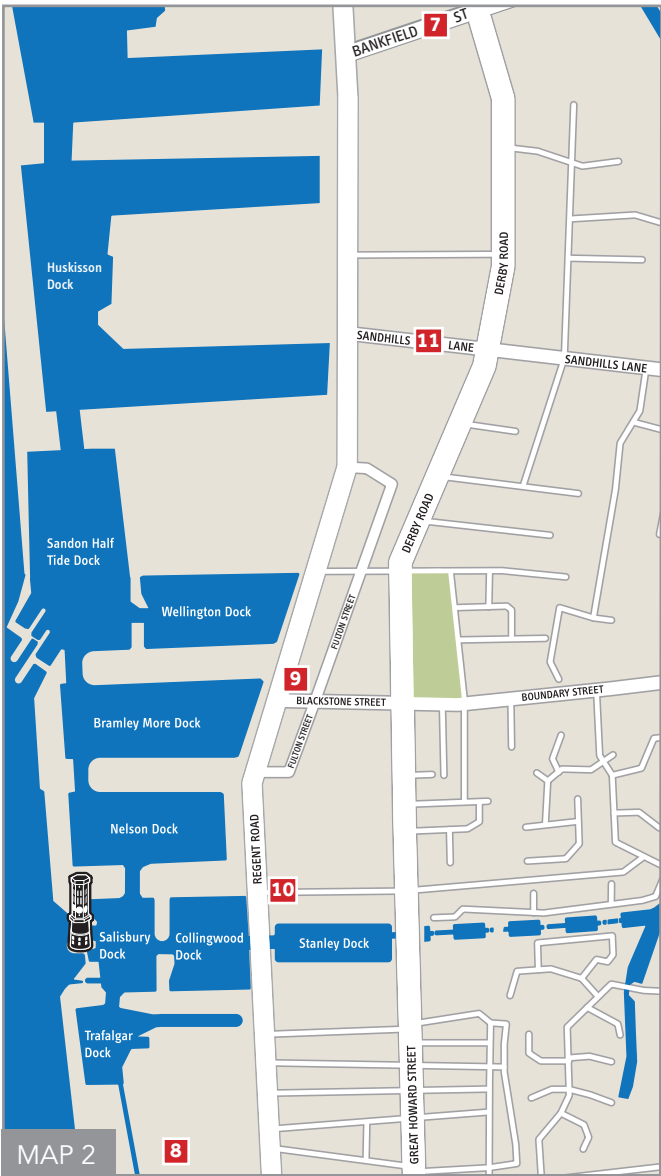 BANKFIELD ST
7
Huskisson
Dock
DERBY ROAD
SANDHILLS LANE
11
SANDHILLS LANE
Sandon Half
Tide Dock
DERBY ROAD
Wellington Dock
FULTON STREET
9
BLACKSTONE STREET
BOUNDARY STREET
Bramley More Dock
FULTON STREET
Nelson Dock
REGENT ROAD
10
Salisbury
Dock
Collingwood
Dock
Stanley Dock
Trafalgar
Dock
GREAT HOWARD STREET
MAP 2
8